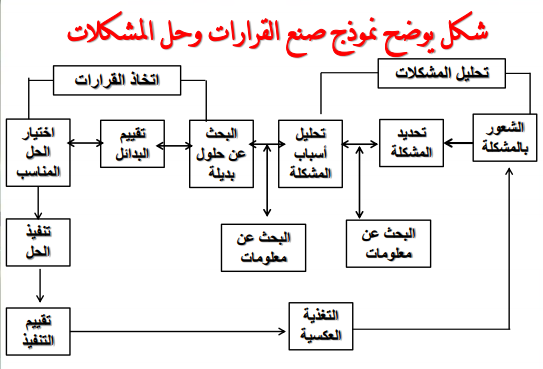 شكل يوضح نموذج صنع القرارات وحل المشكلات
تحليل المشكلات
اتخاذ القرارات
الشعور
بالمشكلة
تحديد
المشكلة
تحليل
أسباب
المشكلة
البحث
عن حلول
بديلة
تقييم
البدائل
اختيار
الحل
المناسب
البحث عن
معلومات
البحث عن
معلومات
تنفيذ
الحل
تقييم
التنفيذ
التغذية
العكسية